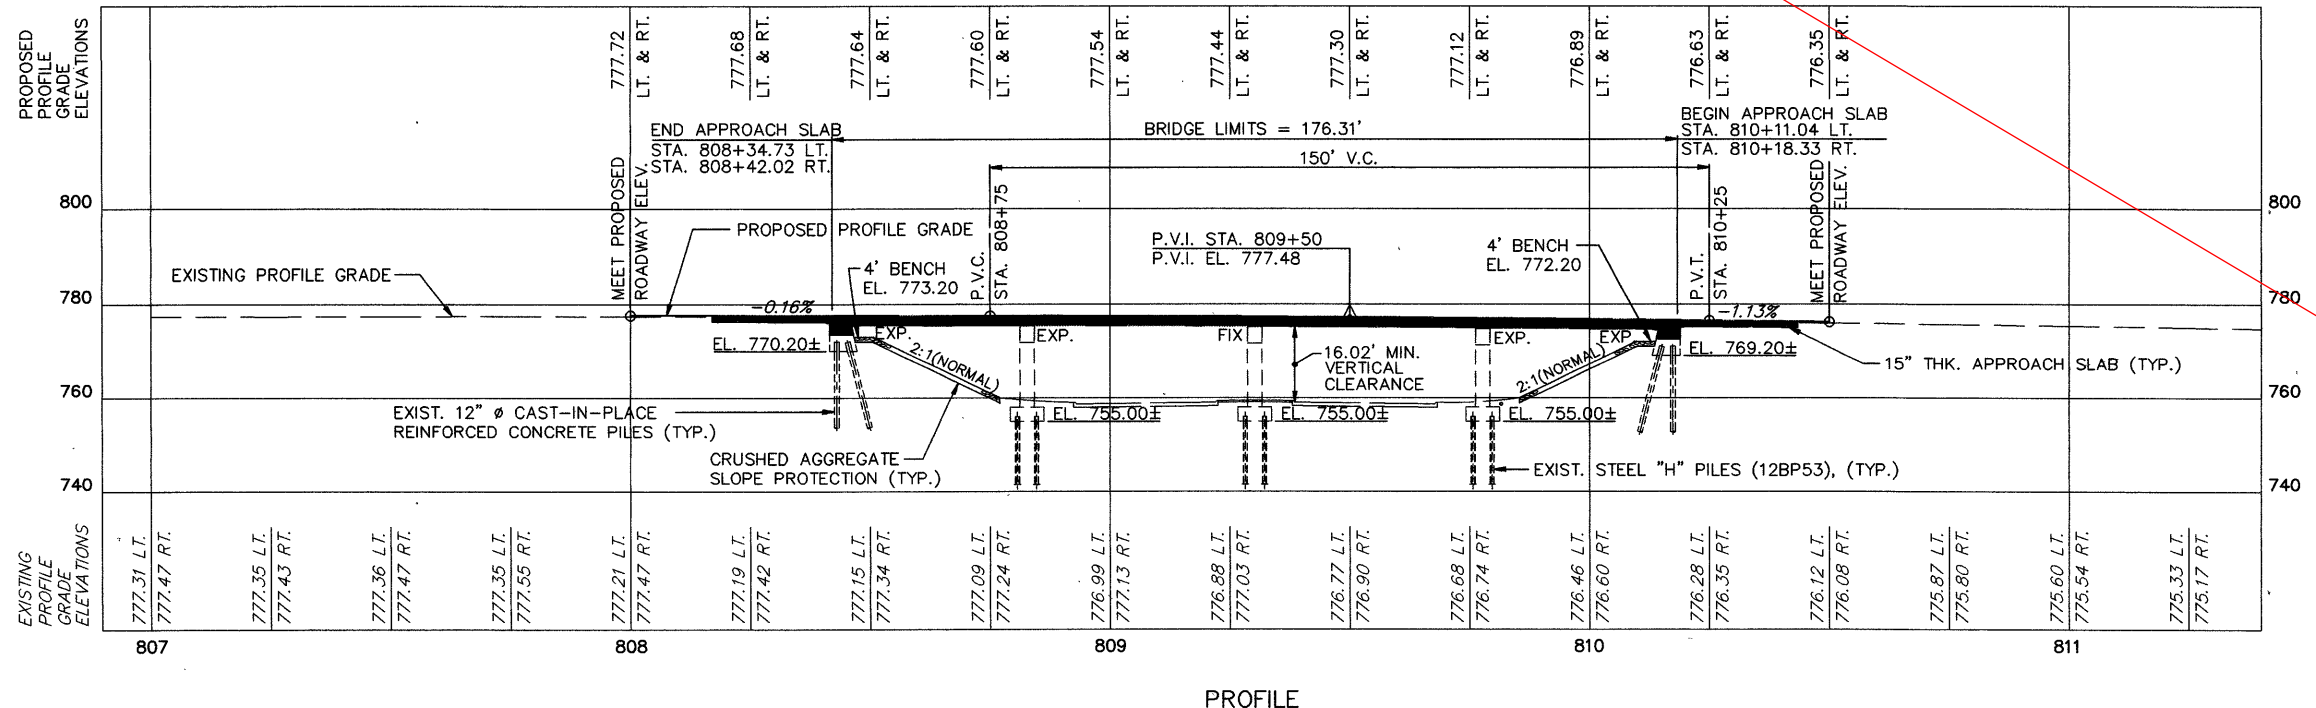 PROPOSED
PROFILE
GRADE
ELEVATIONS
777.72
LT. & RT.
777.68
LT. & RT.
777.64
LT. & RT.
777.60
LT. & RT.
777.54
LT. & RT.
777.44
LT. & RT.
777.30
LT. & RT.
777.12
LT. & RT.
776.89
LT. & RT.
776.63
LT. & RT.
776.35
LT. & RT.
END APPROACH SLAB
STA. 808+34.73 LT.
STA. 808+42.02 RT.
BRIDGE LIMITS = 176.31'
BEGIN APPROACH SLAB
STA. 810+11.04 LT.
STA. 810+18.33 RT.
150' V.C.
MEET PROPOSED
ROADWAY ELEV.
P.V.C.
STA. 808+75
P.V.T.
STA. 810+25
MEET PROPOSED
ROADWAY ELEV.
800
800
PROPOSED PROFILE GRADE
P.V.I. STA. 809+50
P.V.I. EL. 777.48
4' BENCH
EL. 772.20
EXISTING PROFILE GRADE
4' BENCH
EL. 773.20
780
780
-0.16%
-1.13%
EXP.
EXP.
FIX
EXP.
EXP.
EL. 770.20±
2:1(NORMAL)
16.02' MIN.
VERTICAL
CLEARANCE
2:1(NORMAL)
EL. 769.20±
15" THK. APPROACH SLAB (TYP.)
760
760
EXIST. 12" ø CAST-IN-PLACE
REINFORCED CONCRETE PILES (TYP.)
EL. 755.00±
EL. 755.00±
EL. 755.00±
CRUSHED AGGREGATE
SLOPE PROTECTION (TYP.)
EXIST. STEEL "H" PILES (12BP53), (TYP.)
740
740
EXISTING
PROFILE
GRADE
ELEVATIONS
777.31 LT.
777.47 RT.
777.35 LT.
777.43 RT.
777.36 LT.
777.47 RT.
777.35 LT.
777.55 RT.
777.21 LT.
777.47 RT.
777.19 LT.
777.42 RT.
777.15 LT.
777.34 RT.
777.09 LT.
777.24 RT.
776.99 LT.
777.13 RT.
776.88 LT.
777.03 RT.
776.77 LT.
776.90 RT.
776.68 LT.
776.74 RT.
776.46 LT.
776.60 RT.
776.28 LT.
776.35 RT.
776.12 LT.
776.08 RT.
775.87 LT.
775.80 RT.
775.60 LT.
775.54 RT.
775.33 LT.
775.17 RT.
807
808
809
810
811
PROFILE